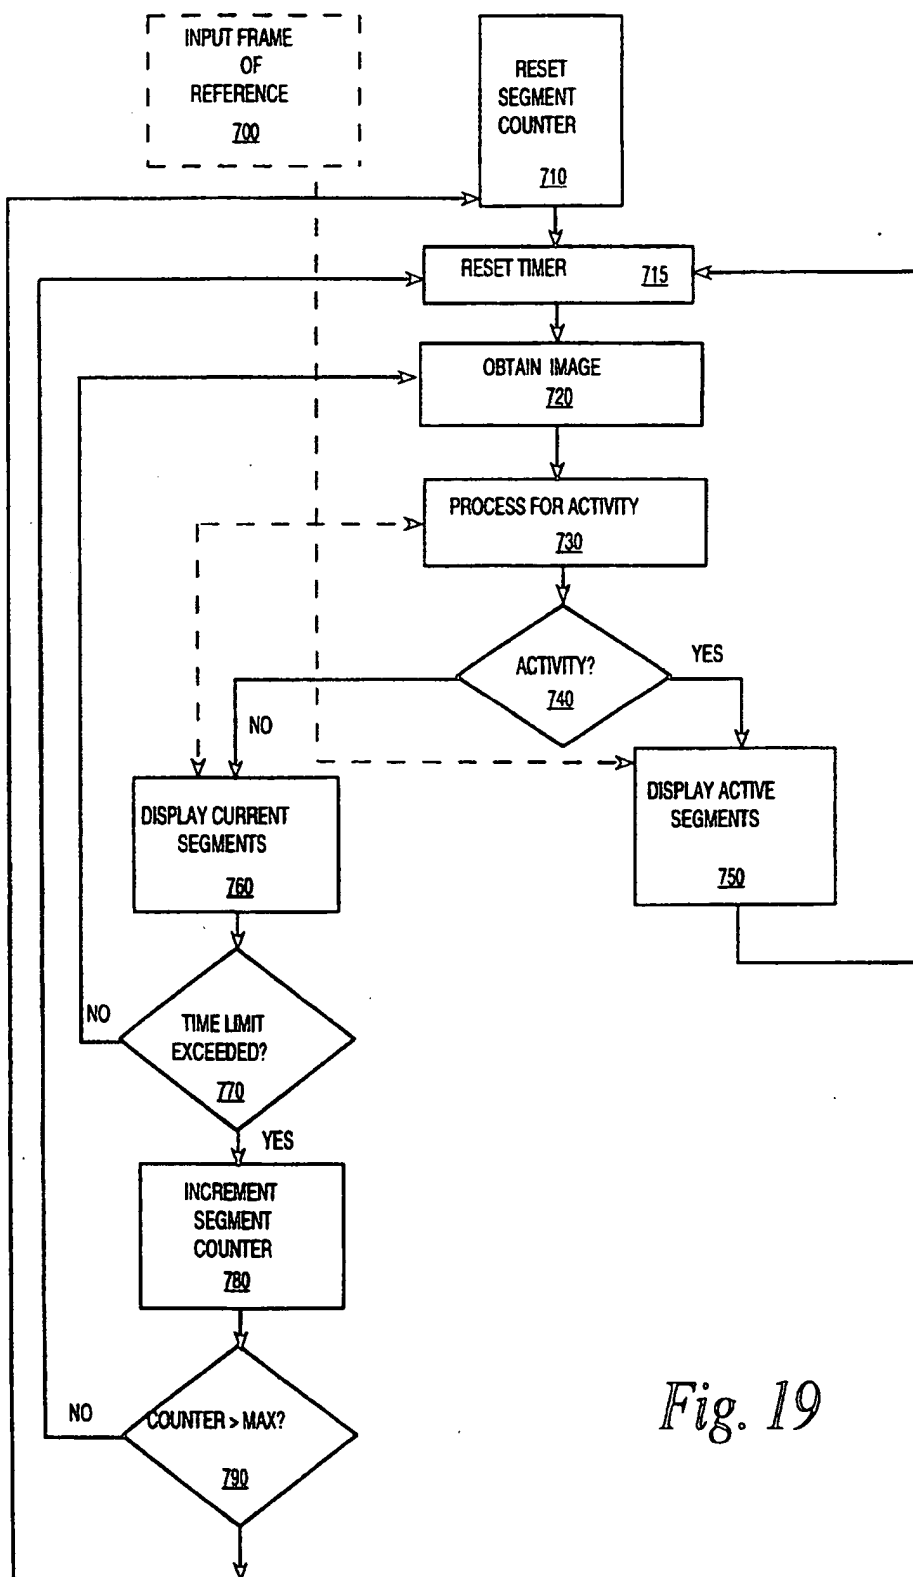 INPUT FRAME
OF
REFERENCE
700
RESET
SEGMENT
COUNTER
710
RESET TIMER 715
OBTAIN IMAGE
720
PROCESS FOR ACTIVITY
730
ACTIVITY?
740
YES
NO
DISPLAY CURRENT
SEGMENTS
760
DISPLAY ACTIVE
SEGMENTS
750
NO
TIME LIMIT
EXCEEDED?
770
YES
INCREMENT
SEGMENT
COUNTER
780
NO
COUNTER > MAX?
790
Fig. 19